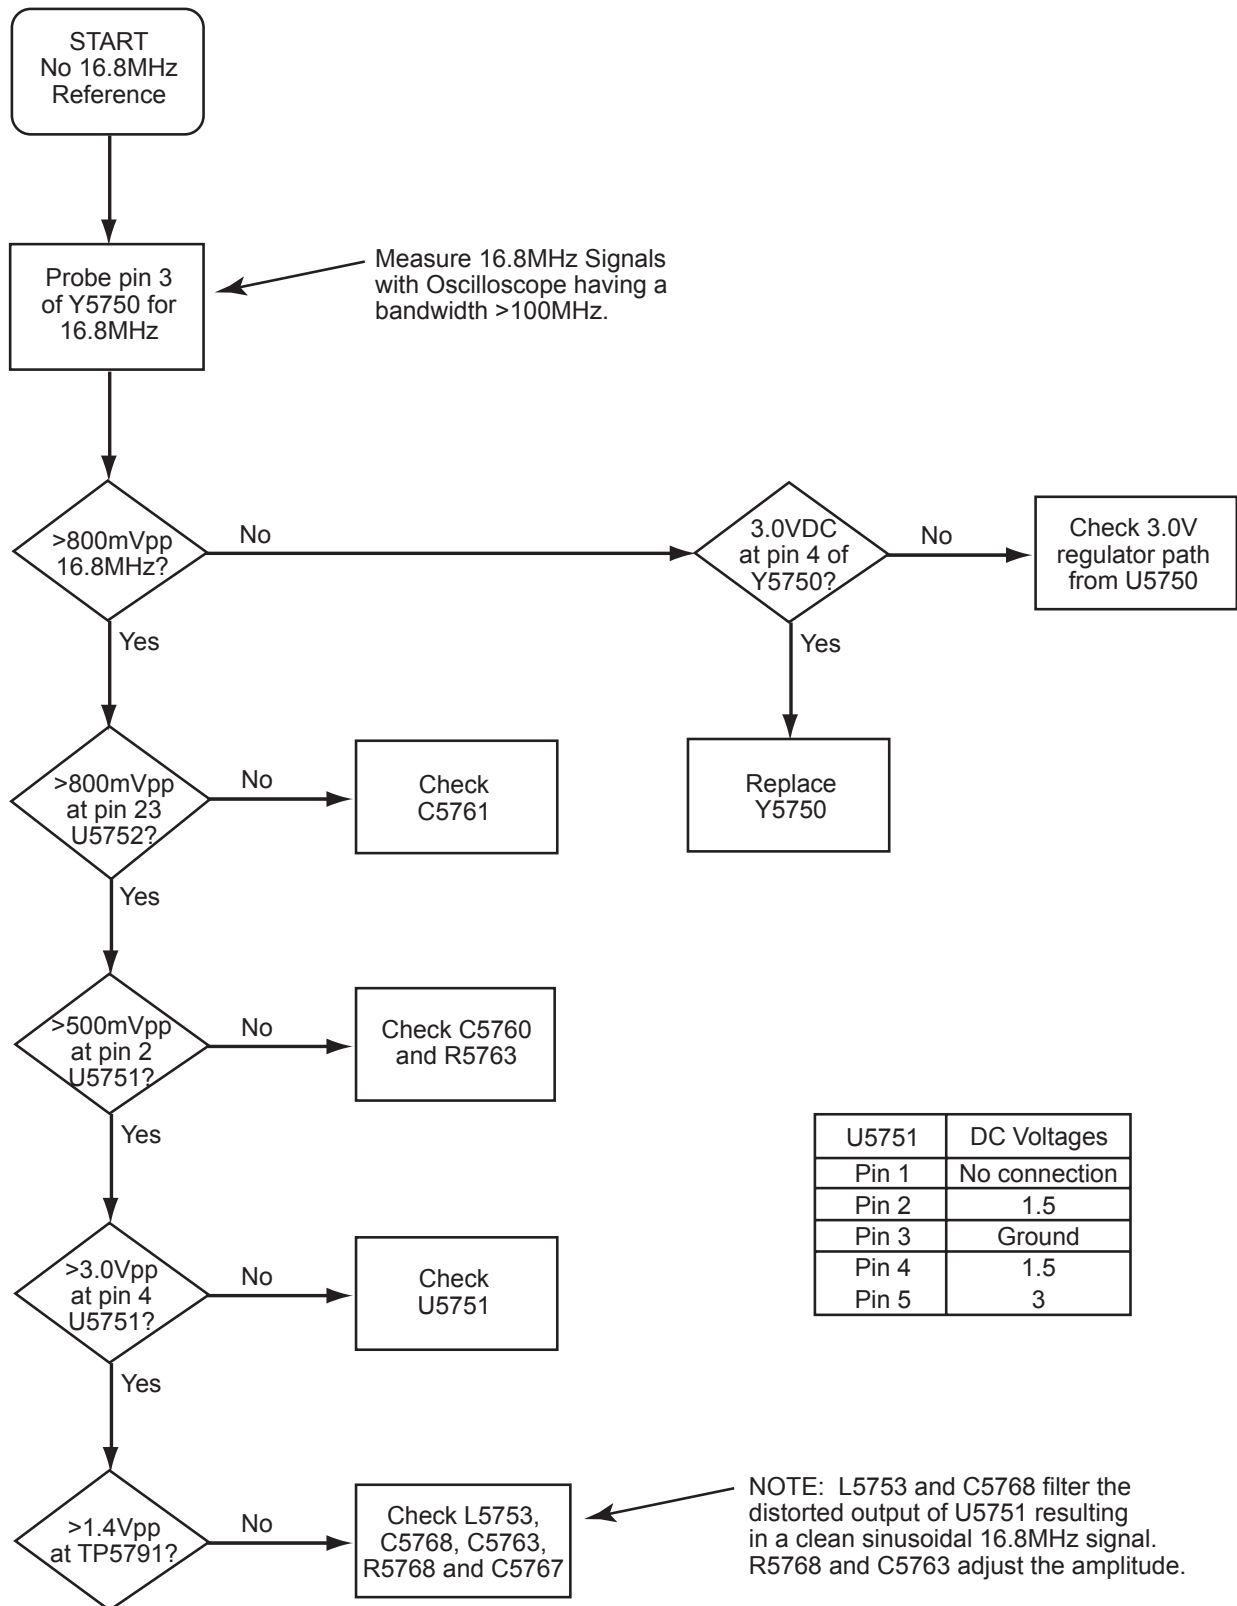 START
No 16.8MHz
Reference
Probe pin 3
of Y5750 for
16.8MHz
Measure 16.8MHz Signals
with Oscilloscope having a
bandwidth >100MHz.
>800mVpp
16.8MHz?
No
Yes
3.0VDC
at pin 4 of
Y5750?
No
Yes
Check 3.0V
regulator path
from U5750
Replace
Y5750
>800mVpp
at pin 23
U5752?
No
Yes
Check
C5761
>500mVpp
at pin 2
U5751?
No
Yes
Check C5760
and R5763
>3.0Vpp
at pin 4
U5751?
No
Yes
Check
U5751
U5751 DC Voltages
Pin 1 No connection
Pin 2 1.5
Pin 3 Ground
Pin 4 1.5
Pin 5 3
>1.4Vpp
at TP5791?
No
Check L5753,
C5768, C5763,
R5768 and C5767
NOTE: L5753 and C5768 filter the
distorted output of U5751 resulting
in a clean sinusoidal 16.8MHz signal.
R5768 and C5763 adjust the amplitude.